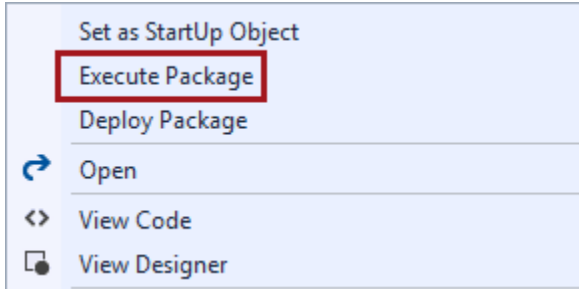 Set as StartUp Object
Execute Package
Deploy Package
Open
View Code
View Designer